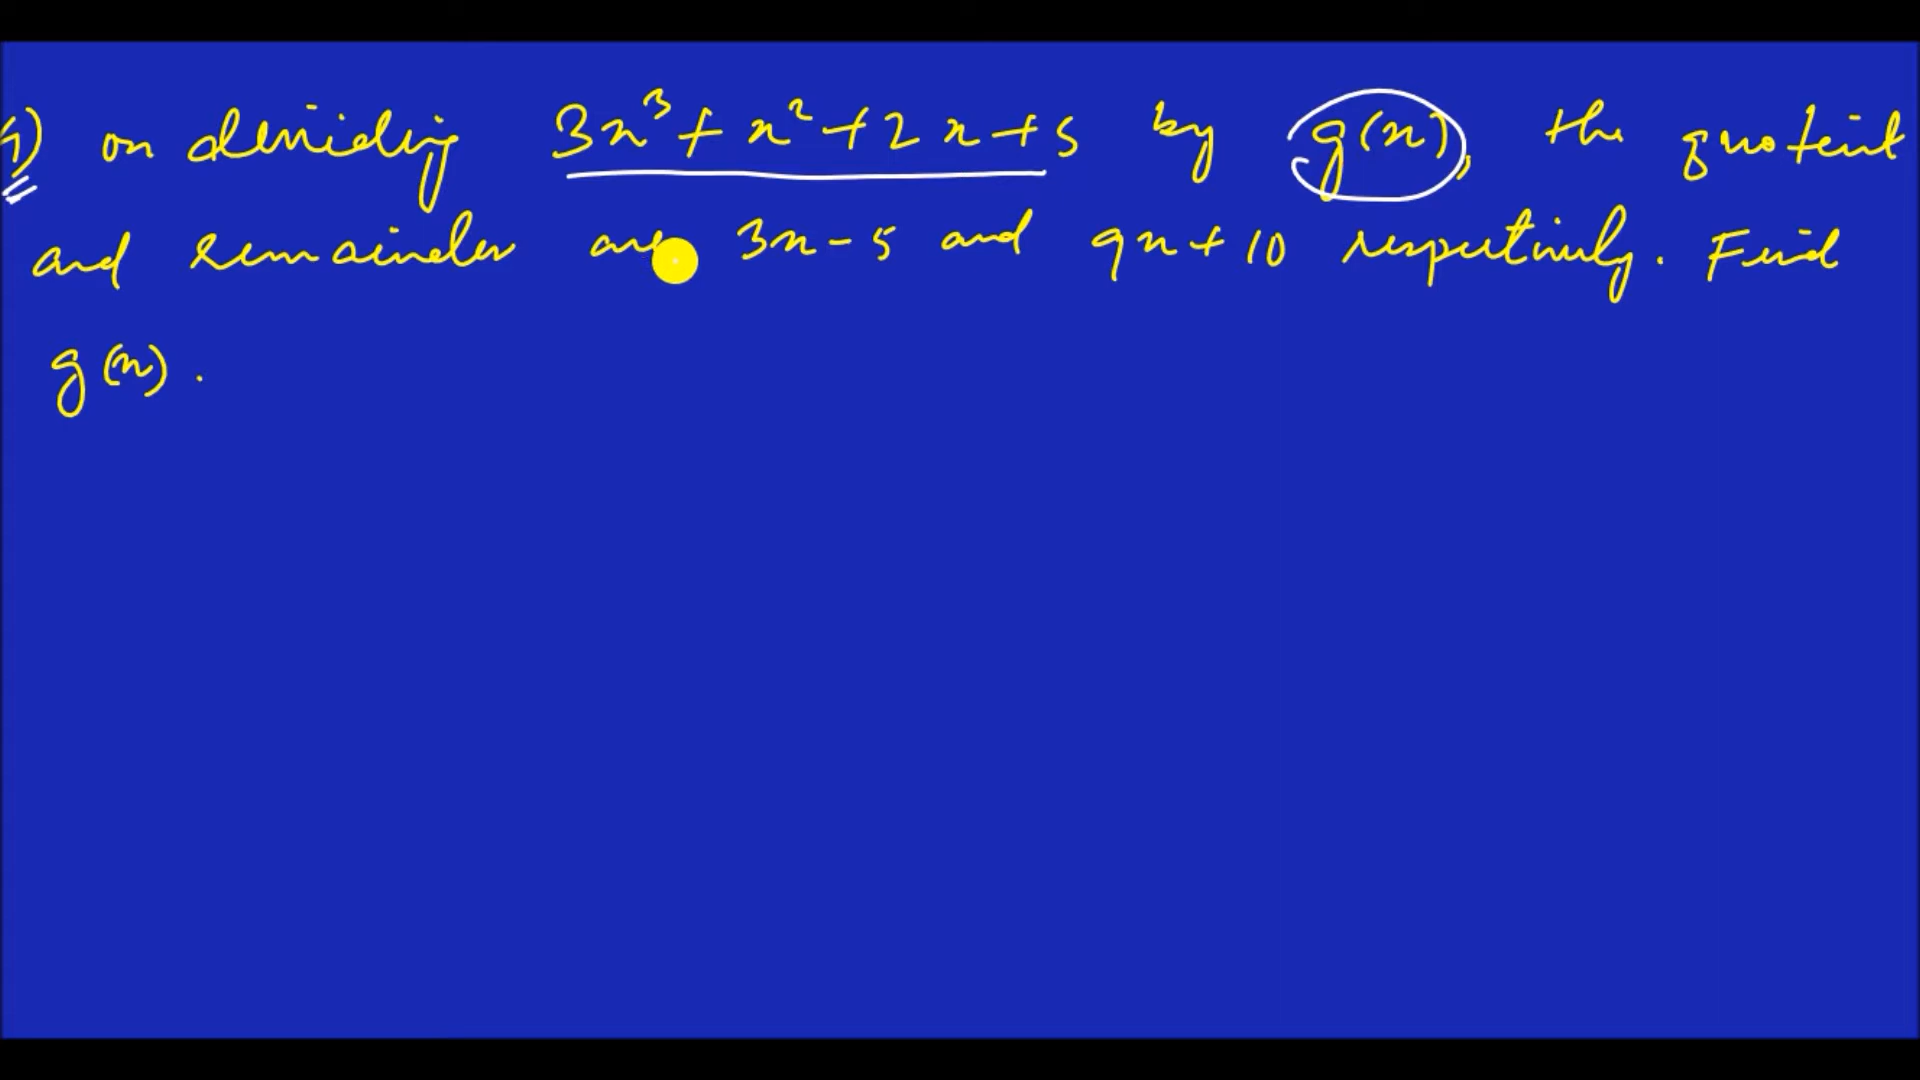 9) on dividing 3x³ + x² + 2x + 5 by g(x), the quotient
and remainder are 3x - 5 and 9x + 10 respectively. Find
g(x).